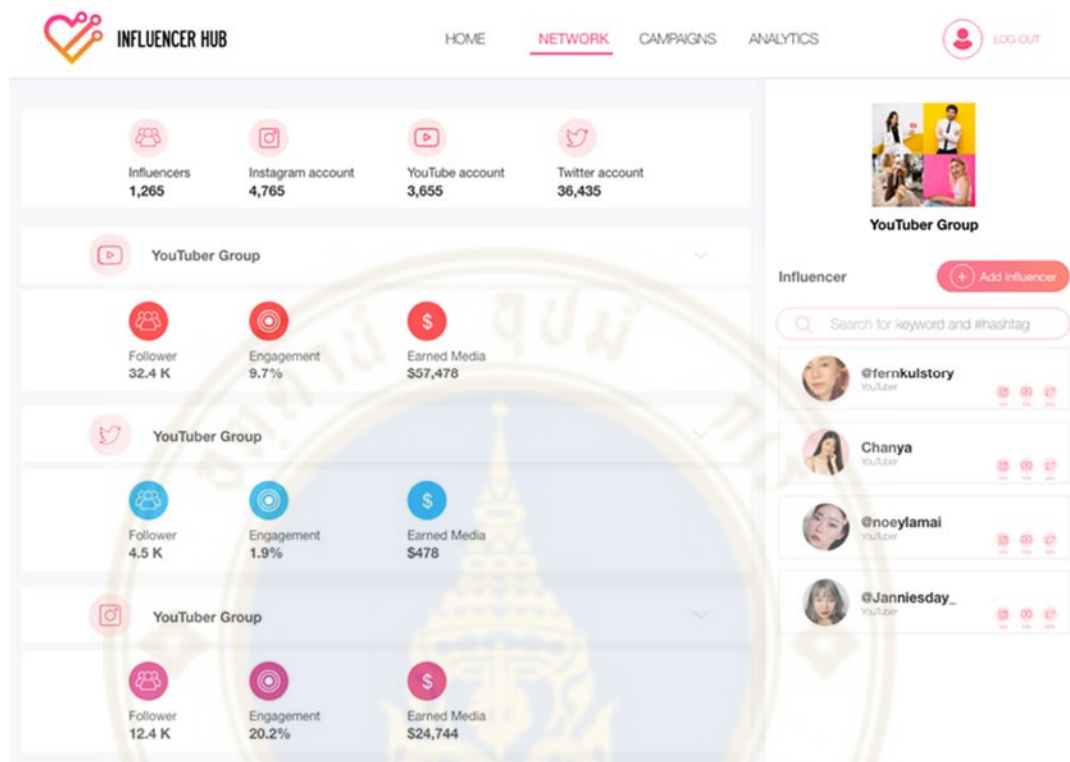 INFLUENCER HUB
HOME NETWORK CAMPAIGNS ANALYTICS
LOG OUT
Influencers
1,265
Instagram account
4,765
YouTube account
3,655
Twitter account
36,435
YouTuber Group
Follower
32.4 K
Engagement
9.7%
Earned Media
$57,478
YouTuber Group
Follower
4.5 K
Engagement
1.9%
Earned Media
$478
YouTuber Group
Follower
12.4 K
Engagement
20.2%
Earned Media
$24,744
YouTuber Group
Influencer
Add influencer
Search for keyword and #hashtag
@fernkulstory
YouTuber
Chanya
YouTuber
@noeylamai
YouTuber
@Janniesday_
YouTuber